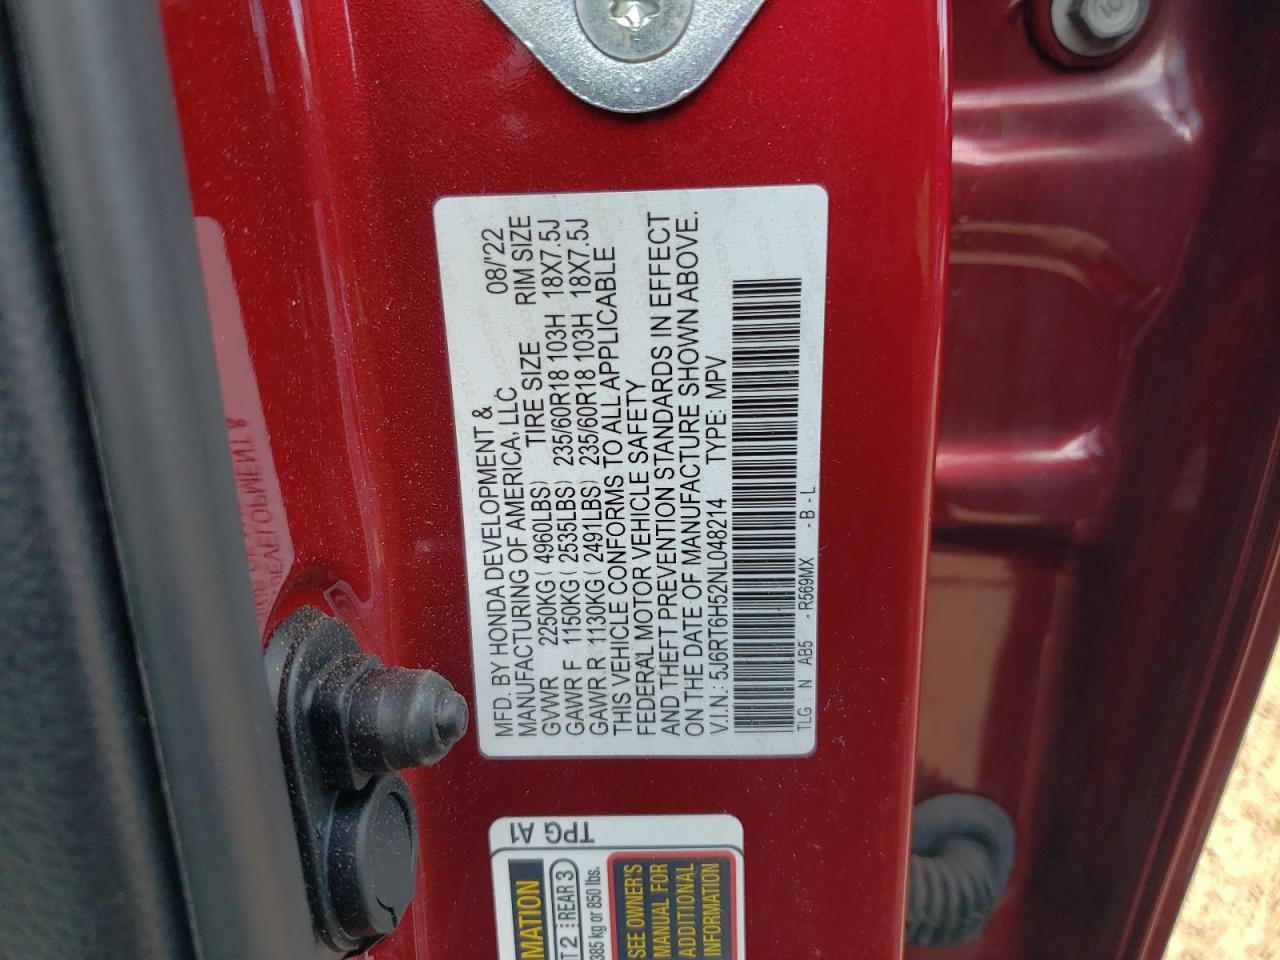 MFD. BY HONDA DEVELOPMENT & 08/'22
MANUFACTURING OF AMERICA, LLC
TIRE SIZE RIM SIZE
GVWR 2250KG ( 4960LBS)
GAWR F 1150KG ( 2535LBS) 235/60R18 103H 18X7.5J
GAWR R 1130KG ( 2491LBS) 235/60R18 103H 18X7.5J
THIS VEHICLE CONFORMS TO ALL APPLICABLE
FEDERAL MOTOR VEHICLE SAFETY
AND THEFT PREVENTION STANDARDS IN EFFECT
ON THE DATE OF MANUFACTURE SHOWN ABOVE.
V.I.N.: 5J6RT6H52NL048214 TYPE: MPV
TLG N AB5 -R569MX -B - L
TPG A1
MATION
T 2 REAR 3
385 kg or 850 lbs.
SEE OWNER'S
MANUAL FOR
ADDITIONAL
INFORMATION